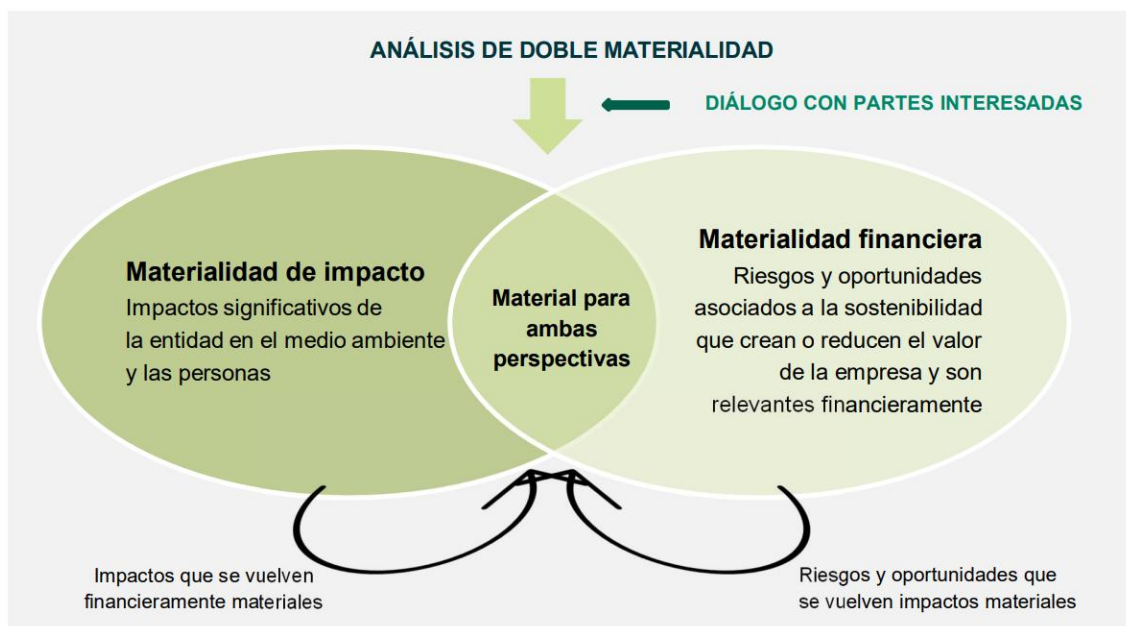 ANÁLISIS DE DOBLE MATERIALIDAD
DIÁLOGO CON PARTES INTERESADAS
Materialidad de impacto
Impactos significativos de
la entidad en el medio ambiente
y las personas
Material para
ambas
perspectivas
Materialidad financiera
Riesgos y oportunidades
asociados a la sostenibilidad
que crean o reducen el valor
de la empresa y son
relevantes financieramente
Impactos que se vuelven
financieramente materiales
Riesgos y oportunidades que
se vuelven impactos materiales